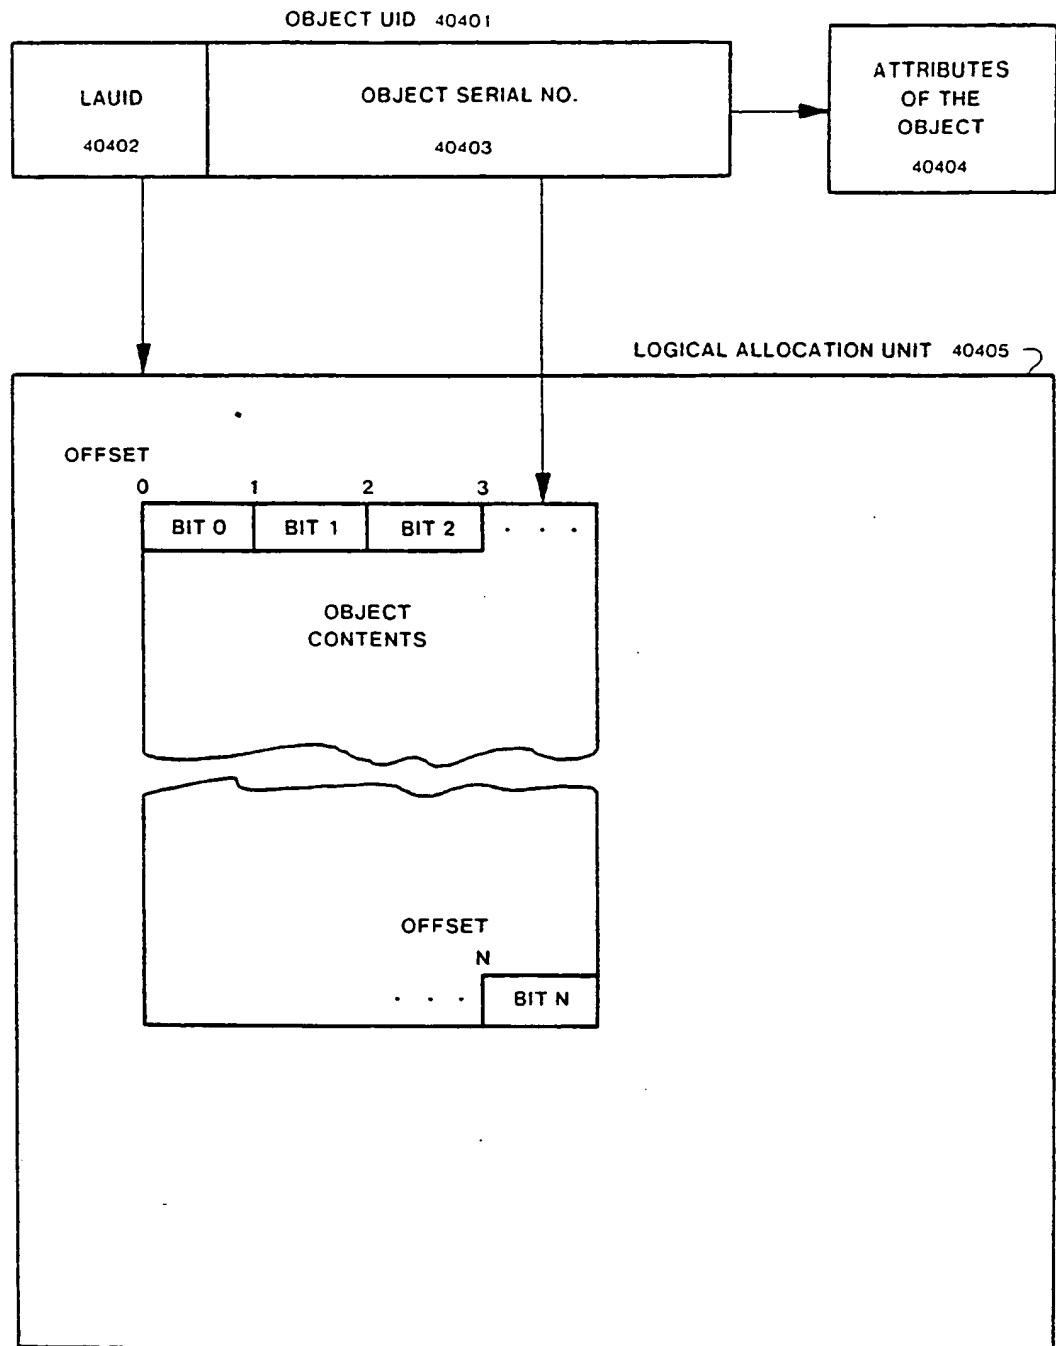 OBJECT UID 40401
LAUID
40402
OBJECT SERIAL NO.
40403
ATTRIBUTES
OF THE
OBJECT
40404
LOGICAL ALLOCATION UNIT 40405
OFFSET
0 1 2 3
BIT 0 BIT 1 BIT 2 . . .
OBJECT
CONTENTS
OFFSET
N
. . . BIT N